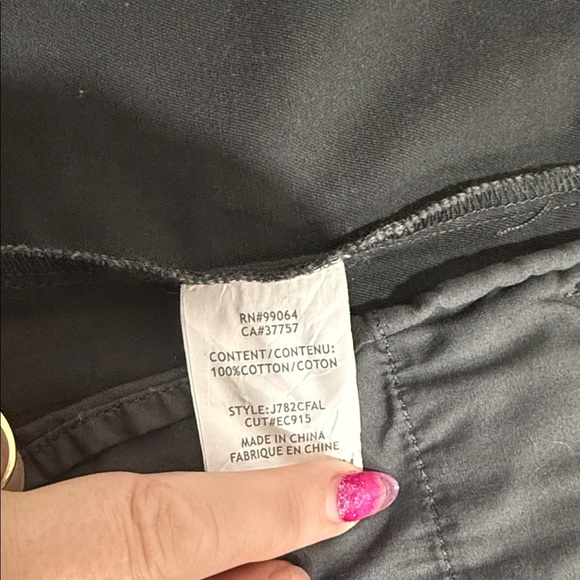 RN#99064
CA#37757
CONTENT/CONTENU:
100%COTTON/COTON
STYLE:J782CFAL
CUT#EC915
MADE IN CHINA
FABRIQUE EN CHINE